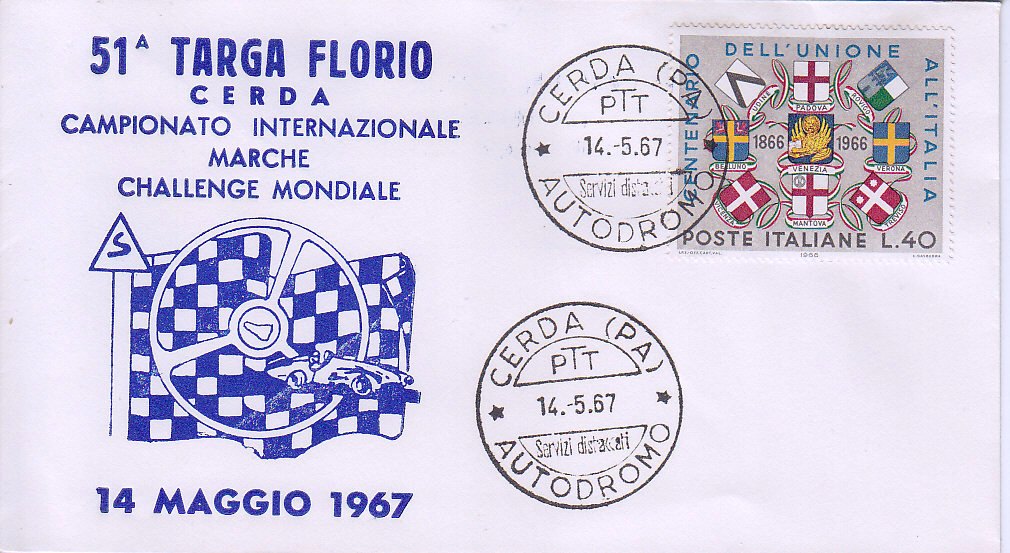 51ᴬ TARGA FLORIO
CERDA
CAMPIONATO INTERNAZIONALE
MARCHE
CHALLENGE MONDIALE
S
14 MAGGIO 1967
CERDA (PA)
PTT
14.-5.67
Servizi distaccati
AUTODROMO
CENTENARIO DELL'UNIONE ALL'ITALIA
UDINE
PADOVA
ROVIGO
1866 1966
BELLUNO
VENEZIA
VERONA
VICENZA
MANTOVA
TREVISO
POSTE ITALIANE L.40
1966
CERDA (PA)
PTT
14.-5.67
Servizi distaccati
AUTODROMO